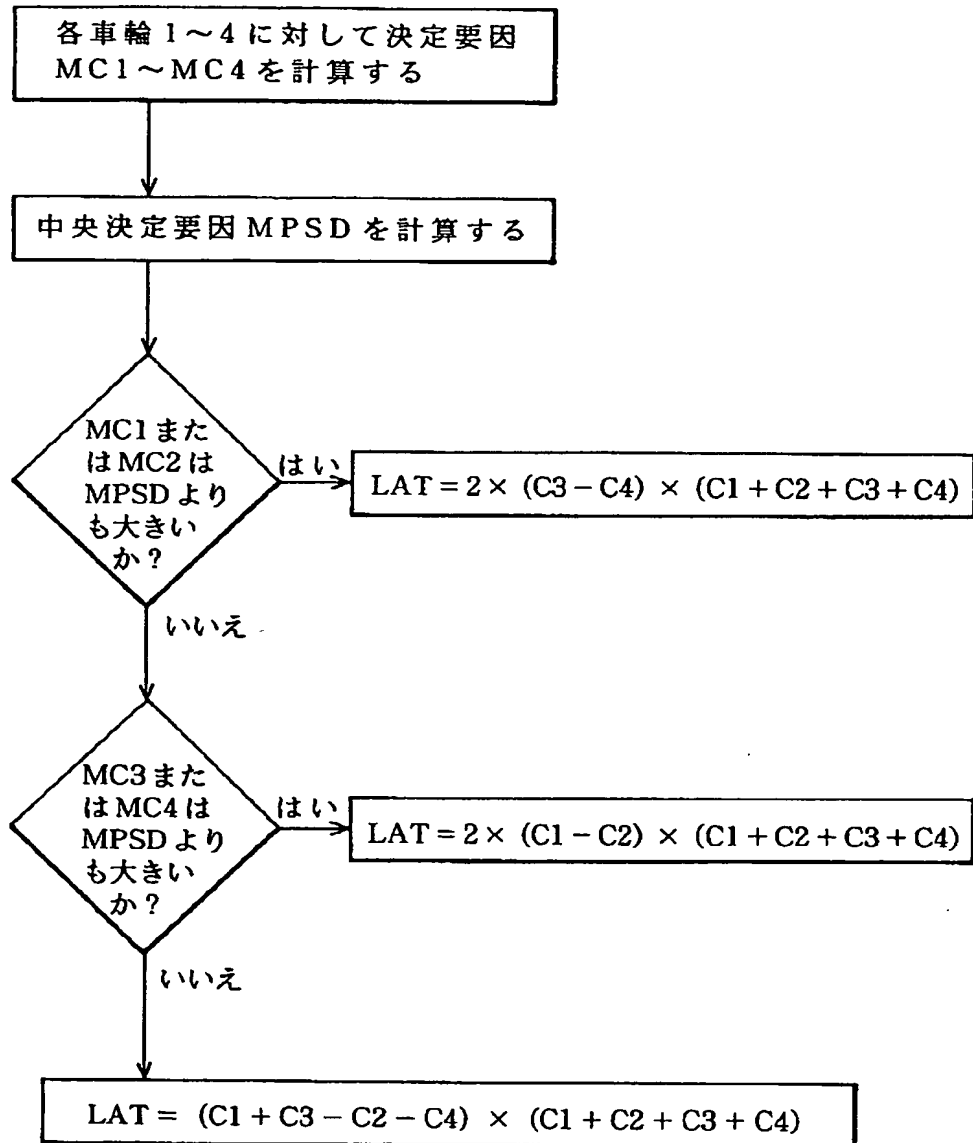 各車輪1～4に対して決定要因
MC1～MC4を計算する
中央決定要因MPSDを計算する
MC1また
はMC2は
MPSDより
も大きい
か?
はい
LAT=2×(C3-C4)×(C1+C2+C3+C4)
いいえ
MC3また
はMC4は
MPSDより
も大きい
か?
はい
LAT=2×(C1-C2)×(C1+C2+C3+C4)
いいえ
LAT=(C1+C3-C2-C4)×(C1+C2+C3+C4)